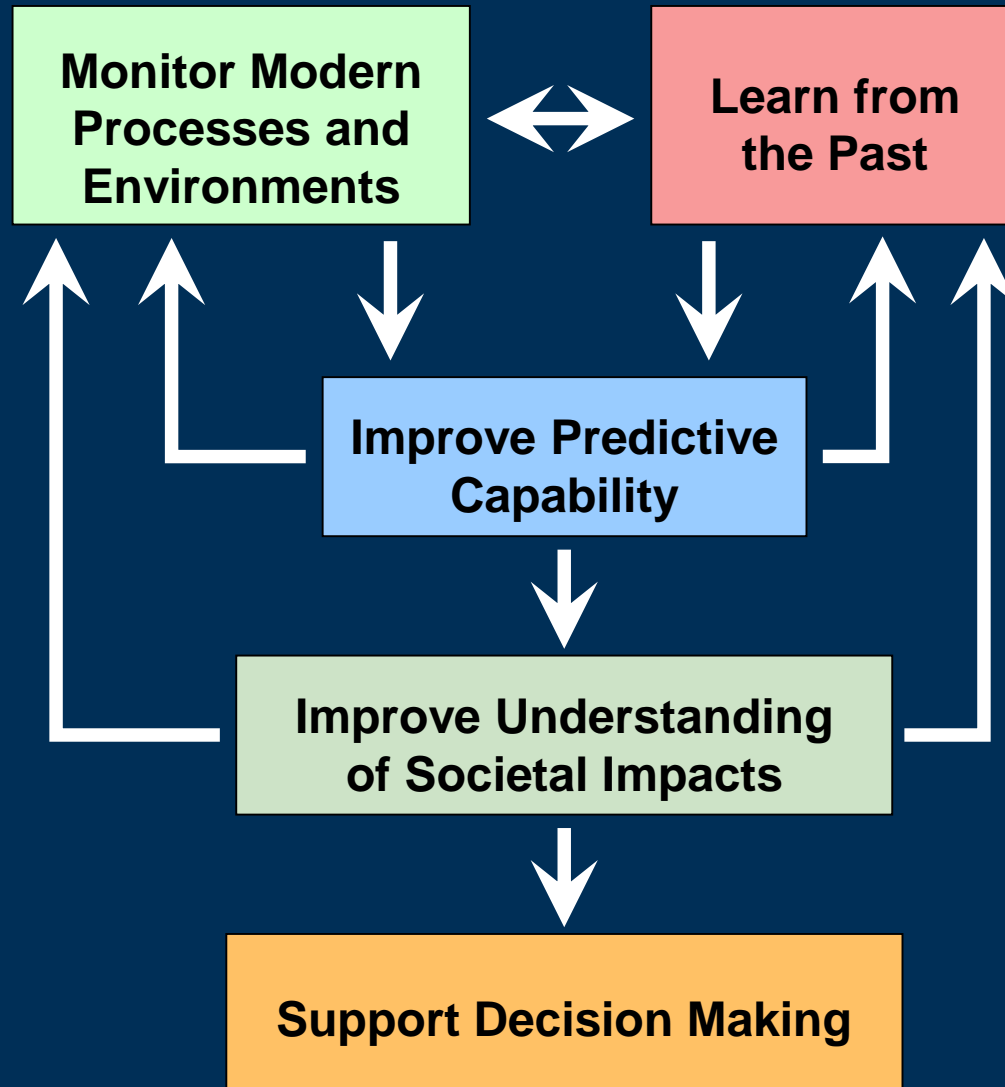 Monitor Modern
Processes and
Environments
Learn from
the Past
Improve Predictive
Capability
Improve Understanding
of Societal Impacts
Support Decision Making